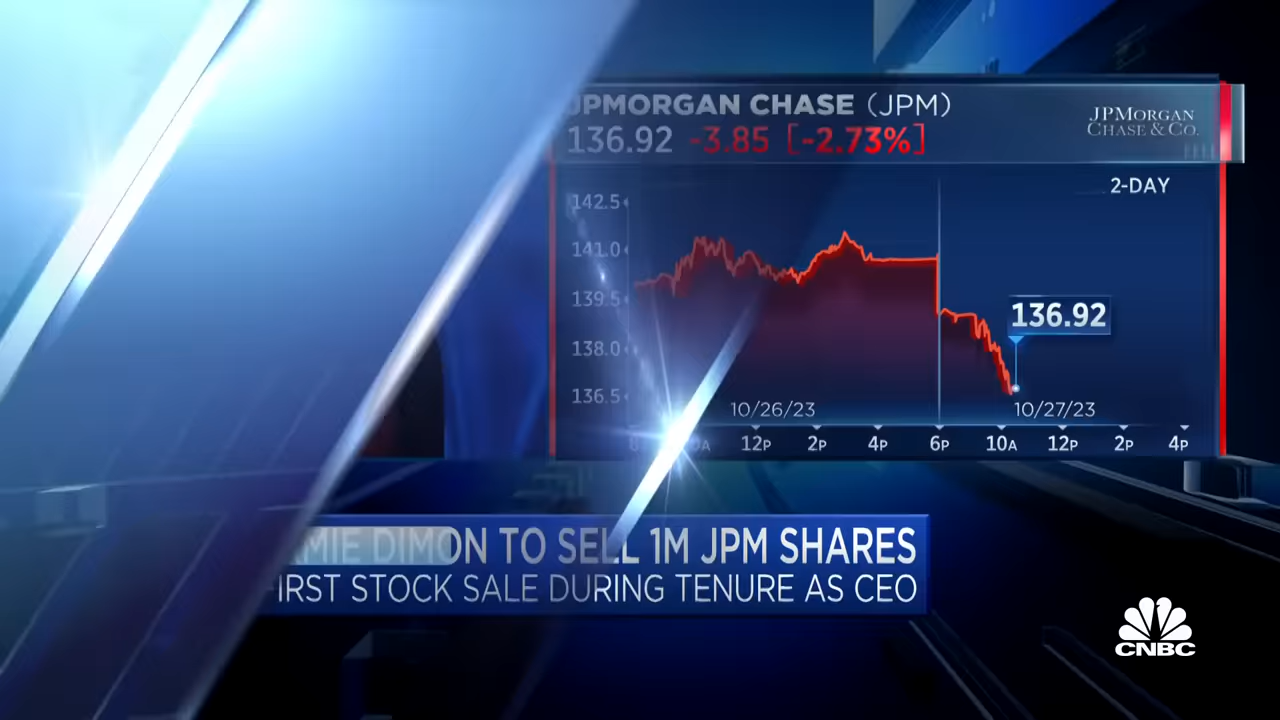 JPMORGAN CHASE (JPM)
136.92 -3.85 [-2.73%]
JPMORGAN
CHASE & CO.
2-DAY
142.5
141.0
139.5
138.0
136.5
136.92
10/26/23
10/27/23
12P 2P 4P 6P 10A 12P 2P 4P
JAMIE DIMON TO SELL 1M JPM SHARES
FIRST STOCK SALE DURING TENURE AS CEO
CNBC